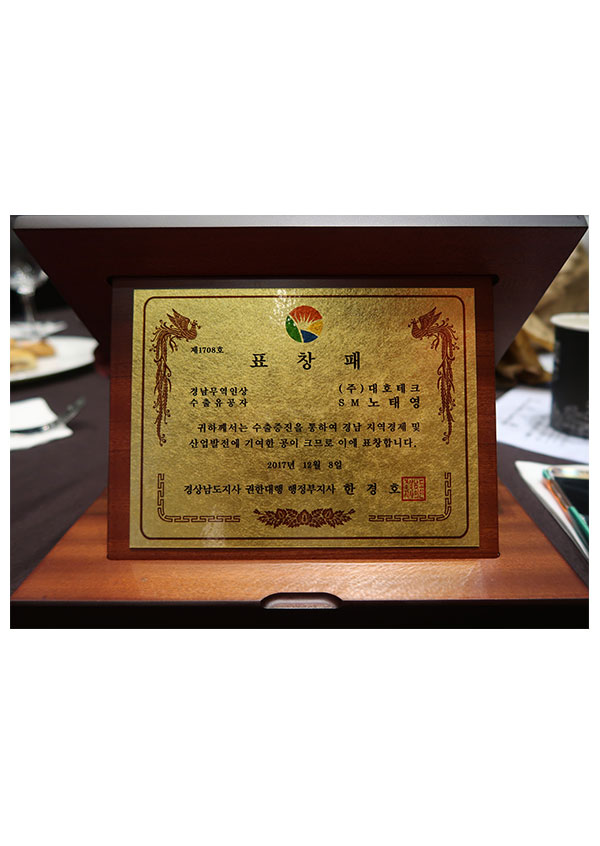 제1708호
표 창 패
경남무역인상 (주) 대호테크
수출유공자 S M 노 태 영
귀하께서는 수출증진을 통하여 경남 지역경제 및
산업발전에 기여한 공이 크므로 이에 표창합니다.
2017년 12월 8일
경상남도지사 권한대행 행정부지사 한 경 호